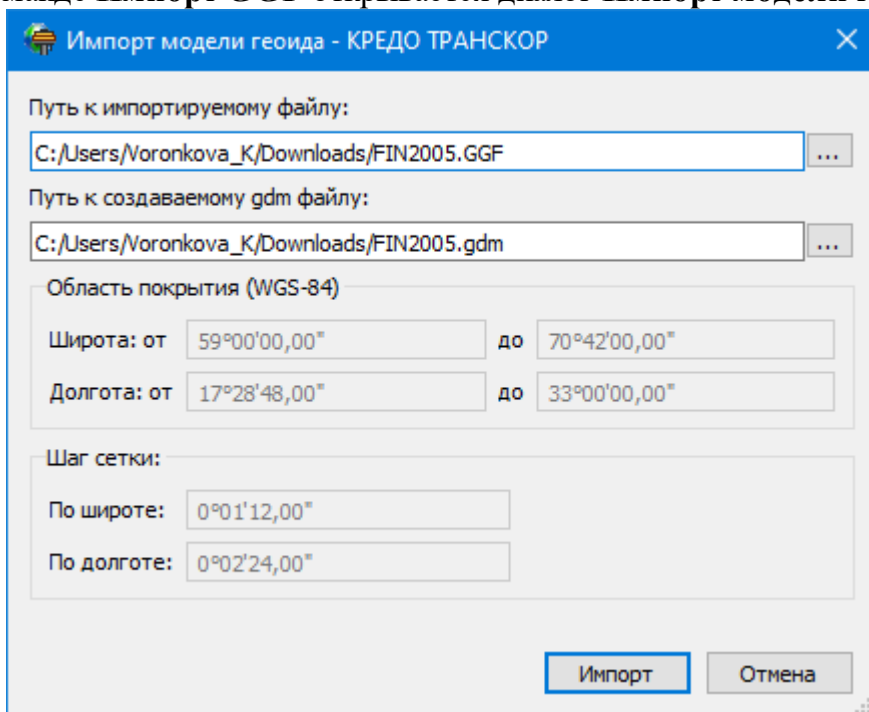 Импорт модели геоида - КРЕДО ТРАНСКОР
Путь к импортируемому файлу:
C:/Users/Voronkova_K/Downloads/FIN2005.GGF
...
Путь к создаваемому gdm файлу:
C:/Users/Voronkova_K/Downloads/FIN2005.gdm
...
Область покрытия (WGS-84)
Широта: от 59°00'00,00" до 70°42'00,00"
Долгота: от 17°28'48,00" до 33°00'00,00"
Шаг сетки:
По широте: 0°01'12,00"
По долготе: 0°02'24,00"
Импорт Отмена